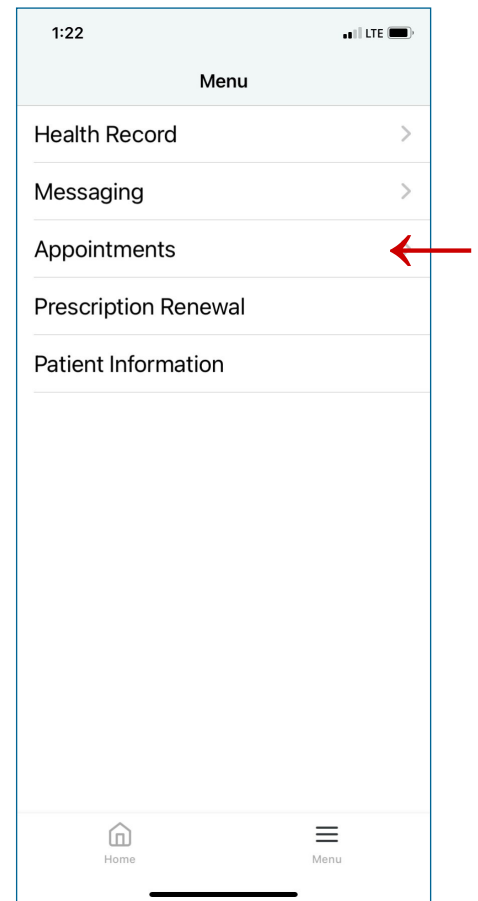 1:22 LTE
Menu
Health Record
Messaging
Appointments
Prescription Renewal
Patient Information
Home Menu